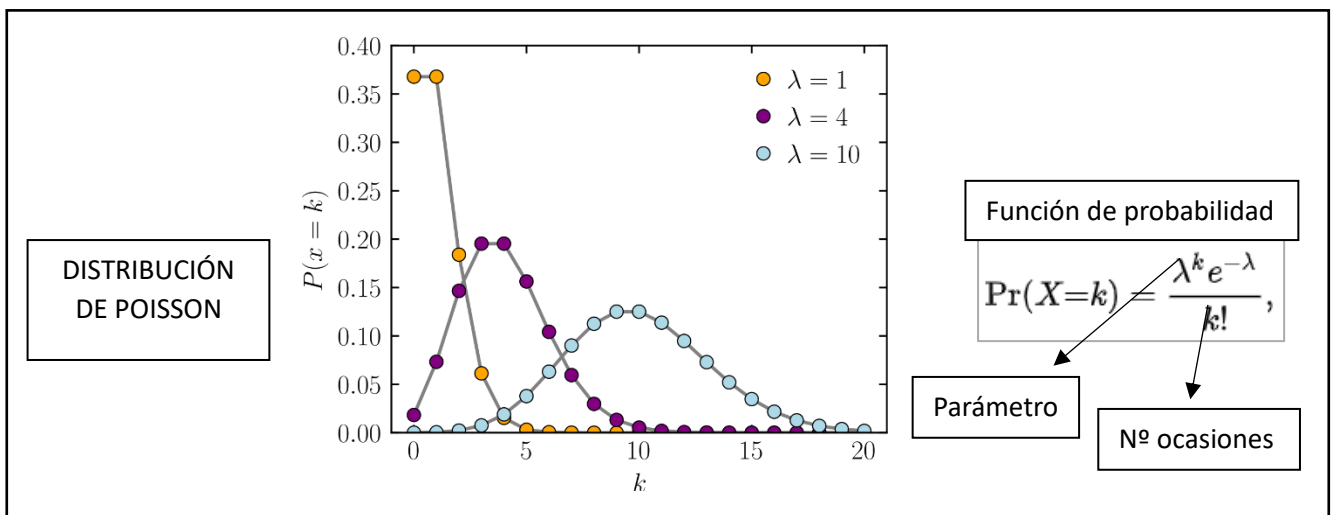 DISTRIBUCIÓN
DE POISSON
0.40
0.35
0.30
0.25
0.20
0.15
0.10
0.05
0.00
P(x = k)
0 5 10 15 20
k
λ = 1
λ = 4
λ = 10
Función de probabilidad
Pr(X=k) = λ^k e^{-λ} / k!,
Parámetro
Nº ocasiones